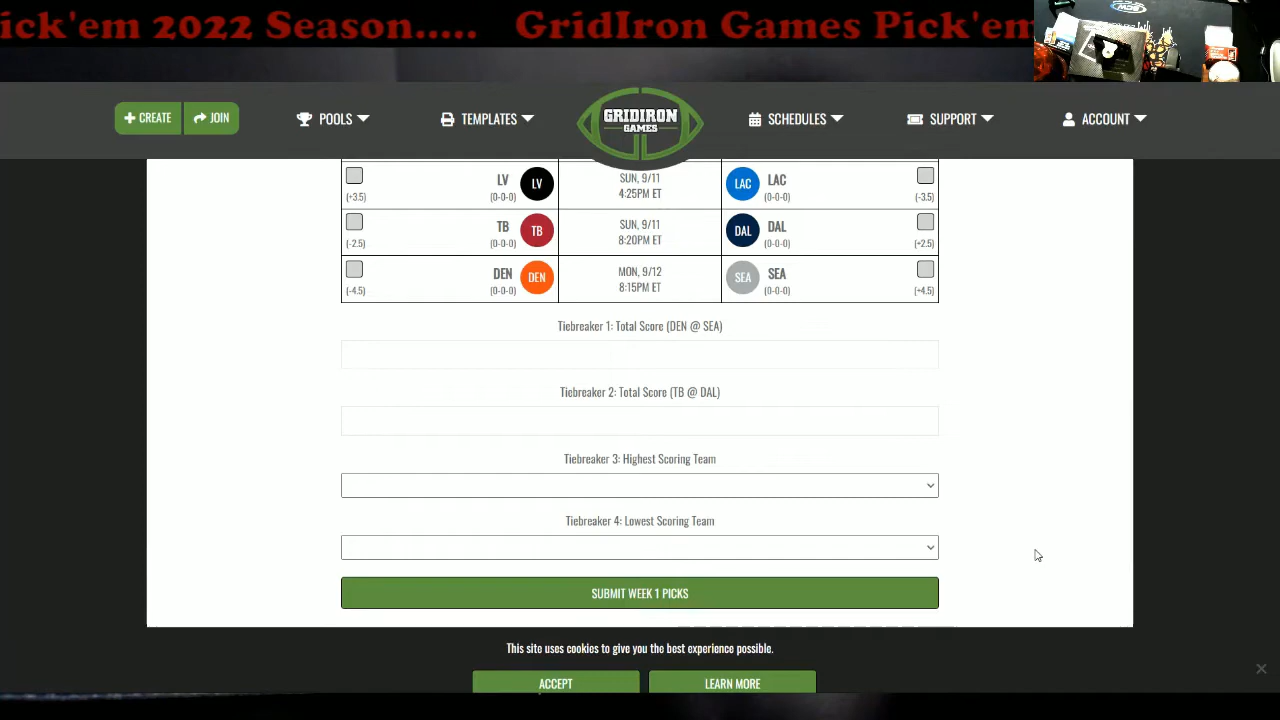 ick'em 2022 Season..... GridIron Games Pick'em
CREATE
JOIN
POOLS
TEMPLATES
GRIDIRON
GAMES
SCHEDULES
SUPPORT
ACCOUNT
(+3.5)
LV
(0-0-0)
LV
SUN, 9/11
4:25PM ET
LAC
LAC
(0-0-0)
(-3.5)
(-2.5)
TB
(0-0-0)
TB
SUN, 9/11
8:20PM ET
DAL
DAL
(0-0-0)
(+2.5)
(-4.5)
DEN
(0-0-0)
DEN
MON, 9/12
8:15PM ET
SEA
SEA
(0-0-0)
(+4.5)
Tiebreaker 1: Total Score (DEN @ SEA)
Tiebreaker 2: Total Score (TB @ DAL)
Tiebreaker 3: Highest Scoring Team
Tiebreaker 4: Lowest Scoring Team
SUBMIT WEEK 1 PICKS
This site uses cookies to give you the best experience possible.
ACCEPT
LEARN MORE